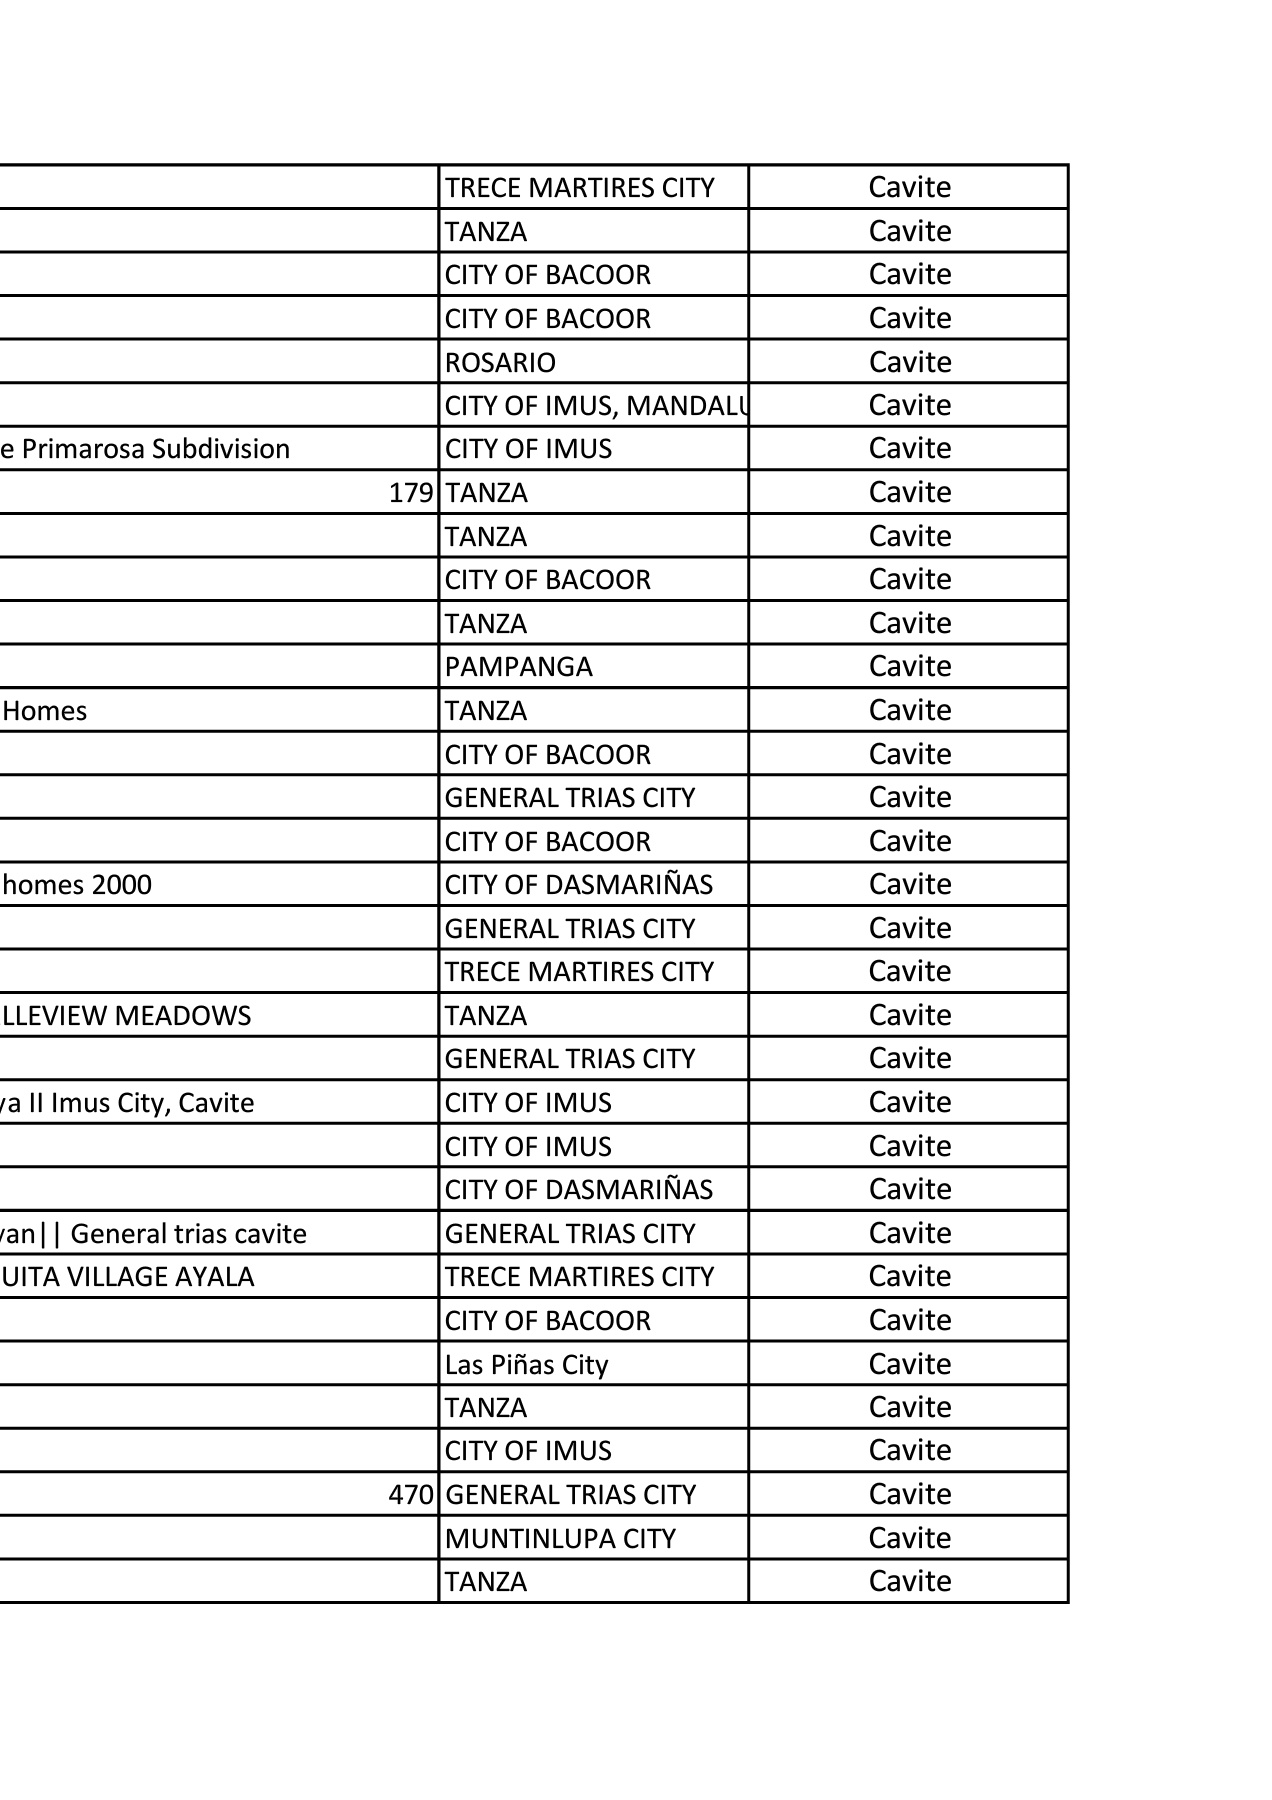 TRECE MARTIRES CITY Cavite
TANZA Cavite
CITY OF BACOOR Cavite
CITY OF BACOOR Cavite
ROSARIO Cavite
CITY OF IMUS, MANDALU Cavite
e Primarosa Subdivision CITY OF IMUS Cavite
179 TANZA Cavite
TANZA Cavite
CITY OF BACOOR Cavite
TANZA Cavite
PAMPANGA Cavite
Homes TANZA Cavite
CITY OF BACOOR Cavite
GENERAL TRIAS CITY Cavite
CITY OF BACOOR Cavite
homes 2000 CITY OF DASMARIÑAS Cavite
GENERAL TRIAS CITY Cavite
TRECE MARTIRES CITY Cavite
LLEVIEW MEADOWS TANZA Cavite
GENERAL TRIAS CITY Cavite
ya II Imus City, Cavite CITY OF IMUS Cavite
CITY OF IMUS Cavite
CITY OF DASMARIÑAS Cavite
van|| General trias cavite GENERAL TRIAS CITY Cavite
UITA VILLAGE AYALA TRECE MARTIRES CITY Cavite
CITY OF BACOOR Cavite
Las Piñas City Cavite
TANZA Cavite
CITY OF IMUS Cavite
470 GENERAL TRIAS CITY Cavite
MUNTINLUPA CITY Cavite
TANZA Cavite